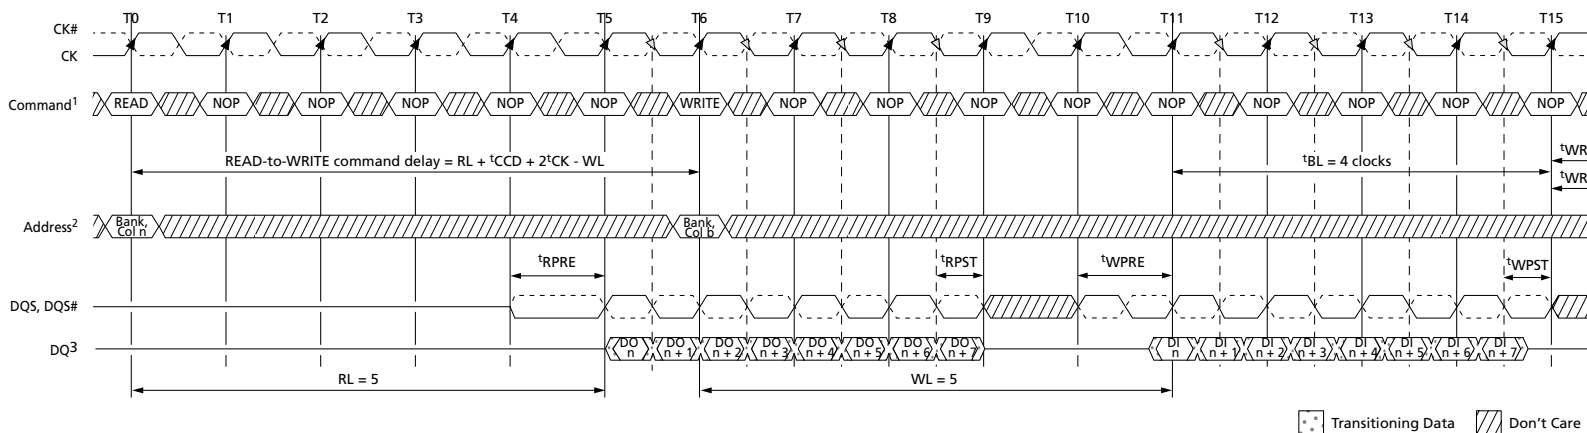 T0 T1 T2 T3 T4 T5 T6 T7 T8 T9 T10 T11 T12 T13 T14 T15
CK#
CK
Command1 READ NOP NOP NOP NOP NOP WRITE NOP NOP NOP NOP NOP NOP NOP NOP NOP
READ-to-WRITE command delay = RL + tCCD + 2tCK - WL tBL = 4 clocks tWR
tWR
Address2 Bank, Col n Bank, Col b
tRPRE tRPST tWPRE tWPST
DQS, DQS#
DQ3 DO n DO n + 1 DO n + 2 DO n + 3 DO n + 4 DO n + 5 DO n + 6 DO n + 7 DI n DI n + 1 DI n + 2 DI n + 3 DI n + 4 DI n + 5 DI n + 6 DI n + 7
RL = 5 WL = 5
Transitioning Data Don't Care